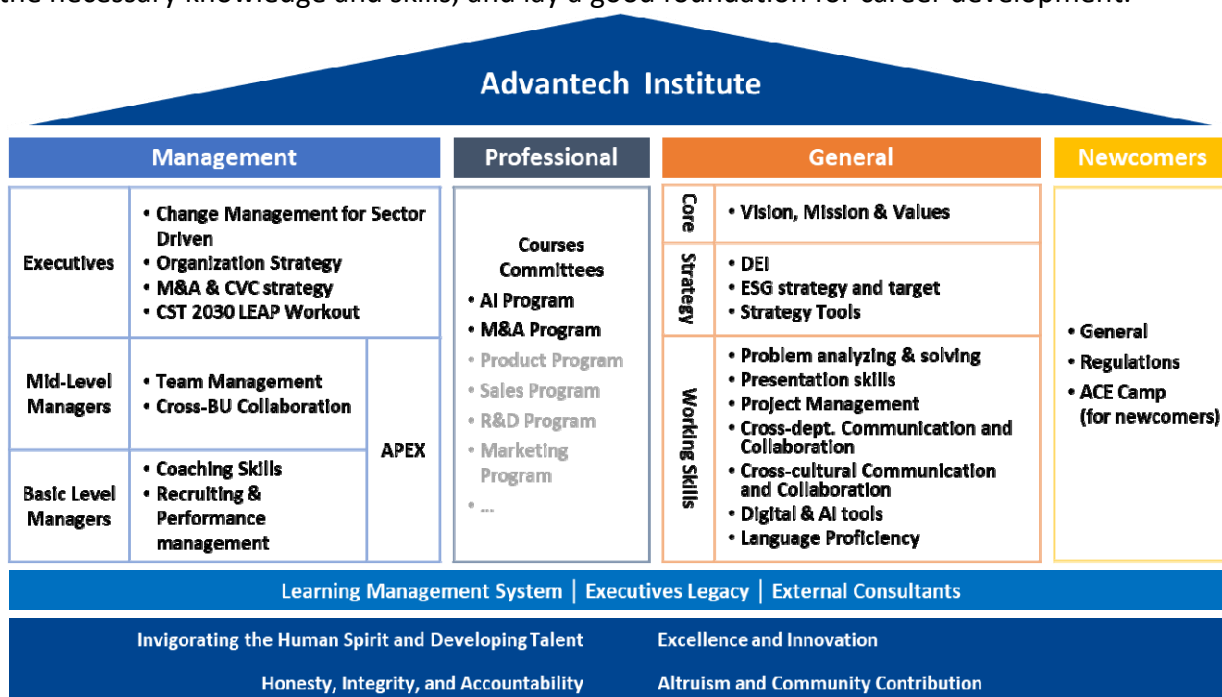 the necessary knowledge and skills, and lay a good foundation for career development.
Advantech Institute
Management
Executives
• Change Management for Sector
Driven
• Organization Strategy
• M&A & CVC strategy
• CST 2030 LEAP Workout
Mid-Level
Managers
• Team Management
• Cross-BU Collaboration
Basic Level
Managers
• Coaching Skills
• Recruiting &
Performance
management
APEX
Professional
Courses
Committees
• AI Program
• M&A Program
• Product Program
• Sales Program
• R&D Program
• Marketing
Program
• ...
General
Core
• Vision, Mission & Values
Strategy
• DEI
• ESG strategy and target
• Strategy Tools
Working Skills
• Problem analyzing & solving
• Presentation skills
• Project Management
• Cross-dept. Communication and
Collaboration
• Cross-cultural Communication
and Collaboration
• Digital & AI tools
• Language Proficiency
Newcomers
• General
• Regulations
• ACE Camp
(for newcomers)
Learning Management System | Executives Legacy | External Consultants
Invigorating the Human Spirit and Developing Talent
Excellence and Innovation
Honesty, Integrity, and Accountability
Altruism and Community Contribution